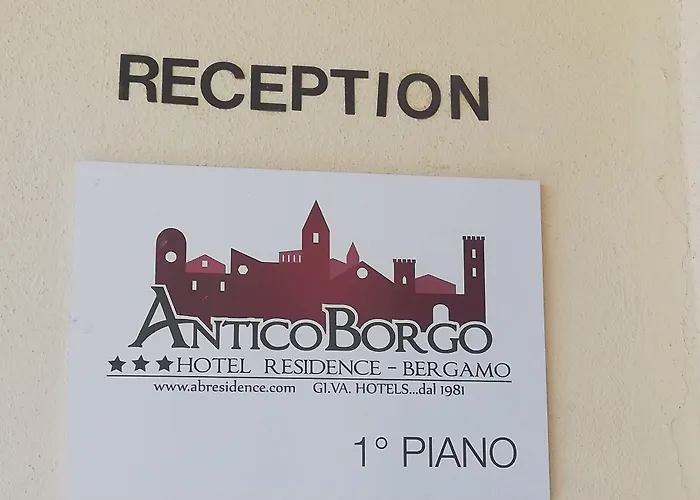 RECEPTION
ANTICOBORGO
★★★HOTEL RESIDENCE - BERGAMO
www.abresidence.com GI.VA. HOTELS...dal 1981
1° PIANO